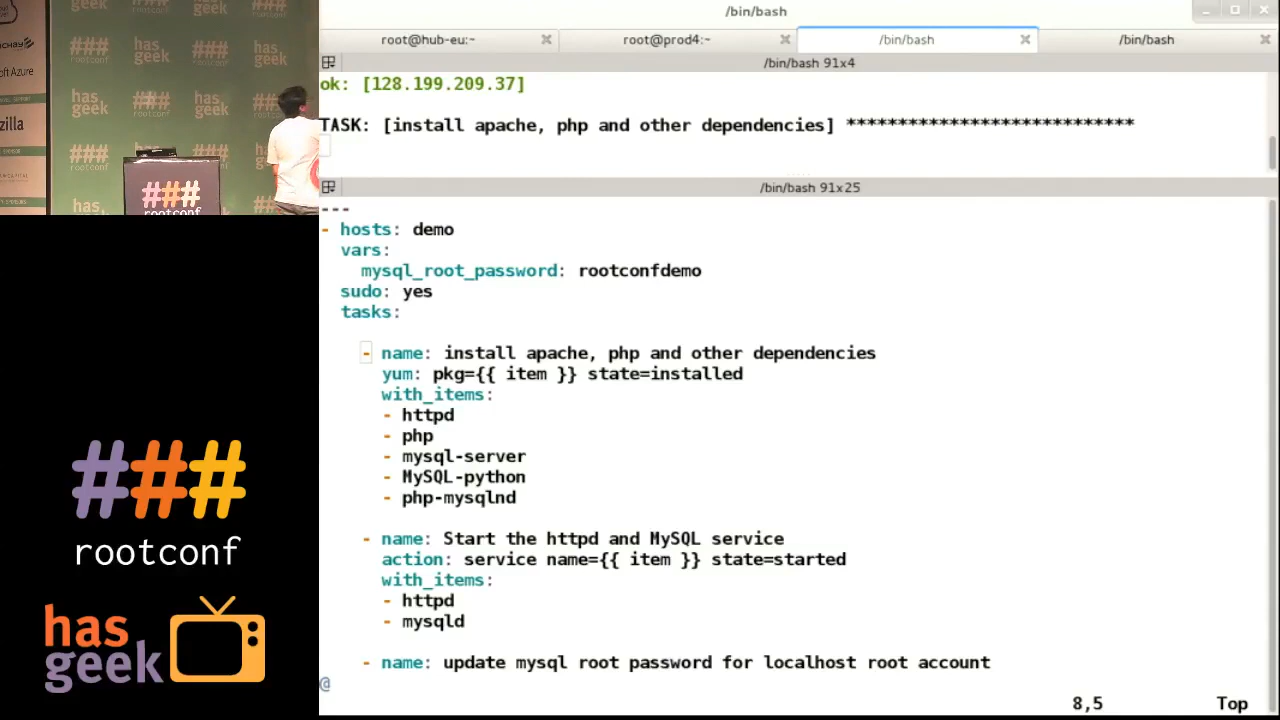 /bin/bash
root@hub-eu:~
root@prod4:~
/bin/bash
/bin/bash
/bin/bash 91x4
ok: [128.199.209.37]
TASK: [install apache, php and other dependencies] ****************************
/bin/bash 91x25
---
- hosts: demo
vars:
mysql_root_password: rootconfdemo
sudo: yes
tasks:
- name: install apache, php and other dependencies
yum: pkg={{ item }} state=installed
with_items:
- httpd
- php
- mysql-server
- MySQL-python
- php-mysqlnd
- name: Start the httpd and MySQL service
action: service name={{ item }} state=started
with_items:
- httpd
- mysqld
- name: update mysql root password for localhost root account
@
8,5 Top
has
geek
###
rootconf
###
rootconf
has
geek